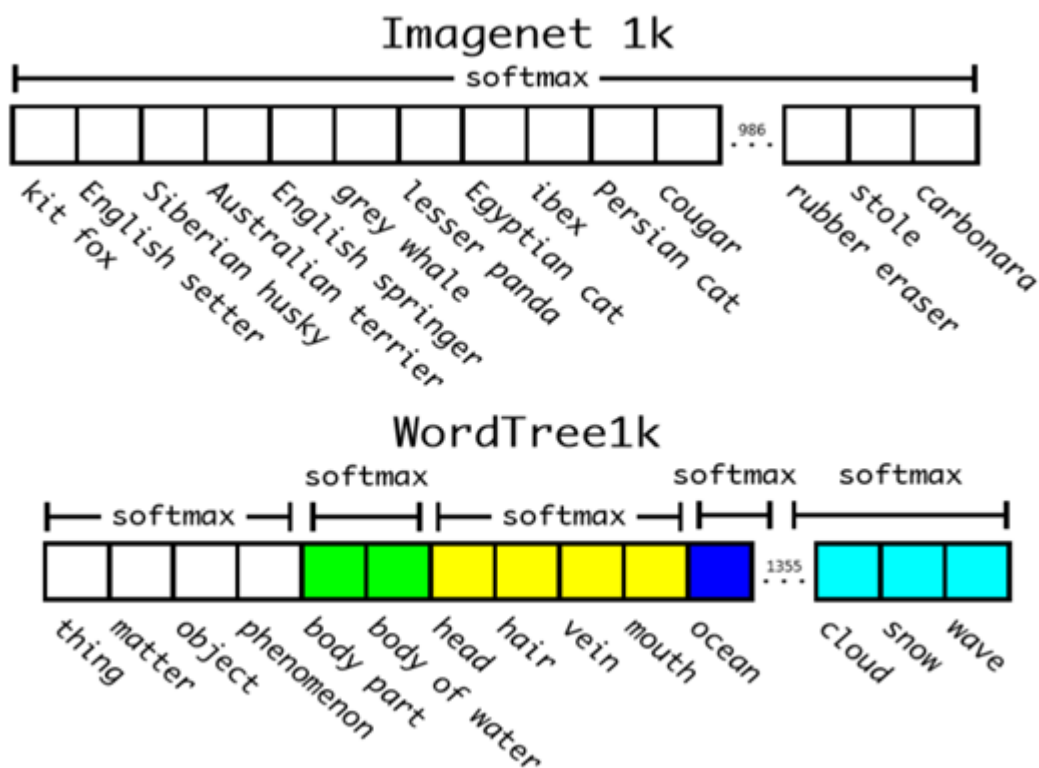 Imagenet 1k
softmax
986
. . .
kit fox
English setter
Siberian husky
Australian terrier
English springer
grey whale
lesser panda
Egyptian cat
ibex
Persian cat
cougar
rubber eraser
stole
carbonara
WordTree1k
softmax
softmax
softmax
softmax
softmax
1355
. . .
thing
matter
object
phenomenon
body part
body of water
head
hair
vein
mouth
ocean
cloud
snow
wave